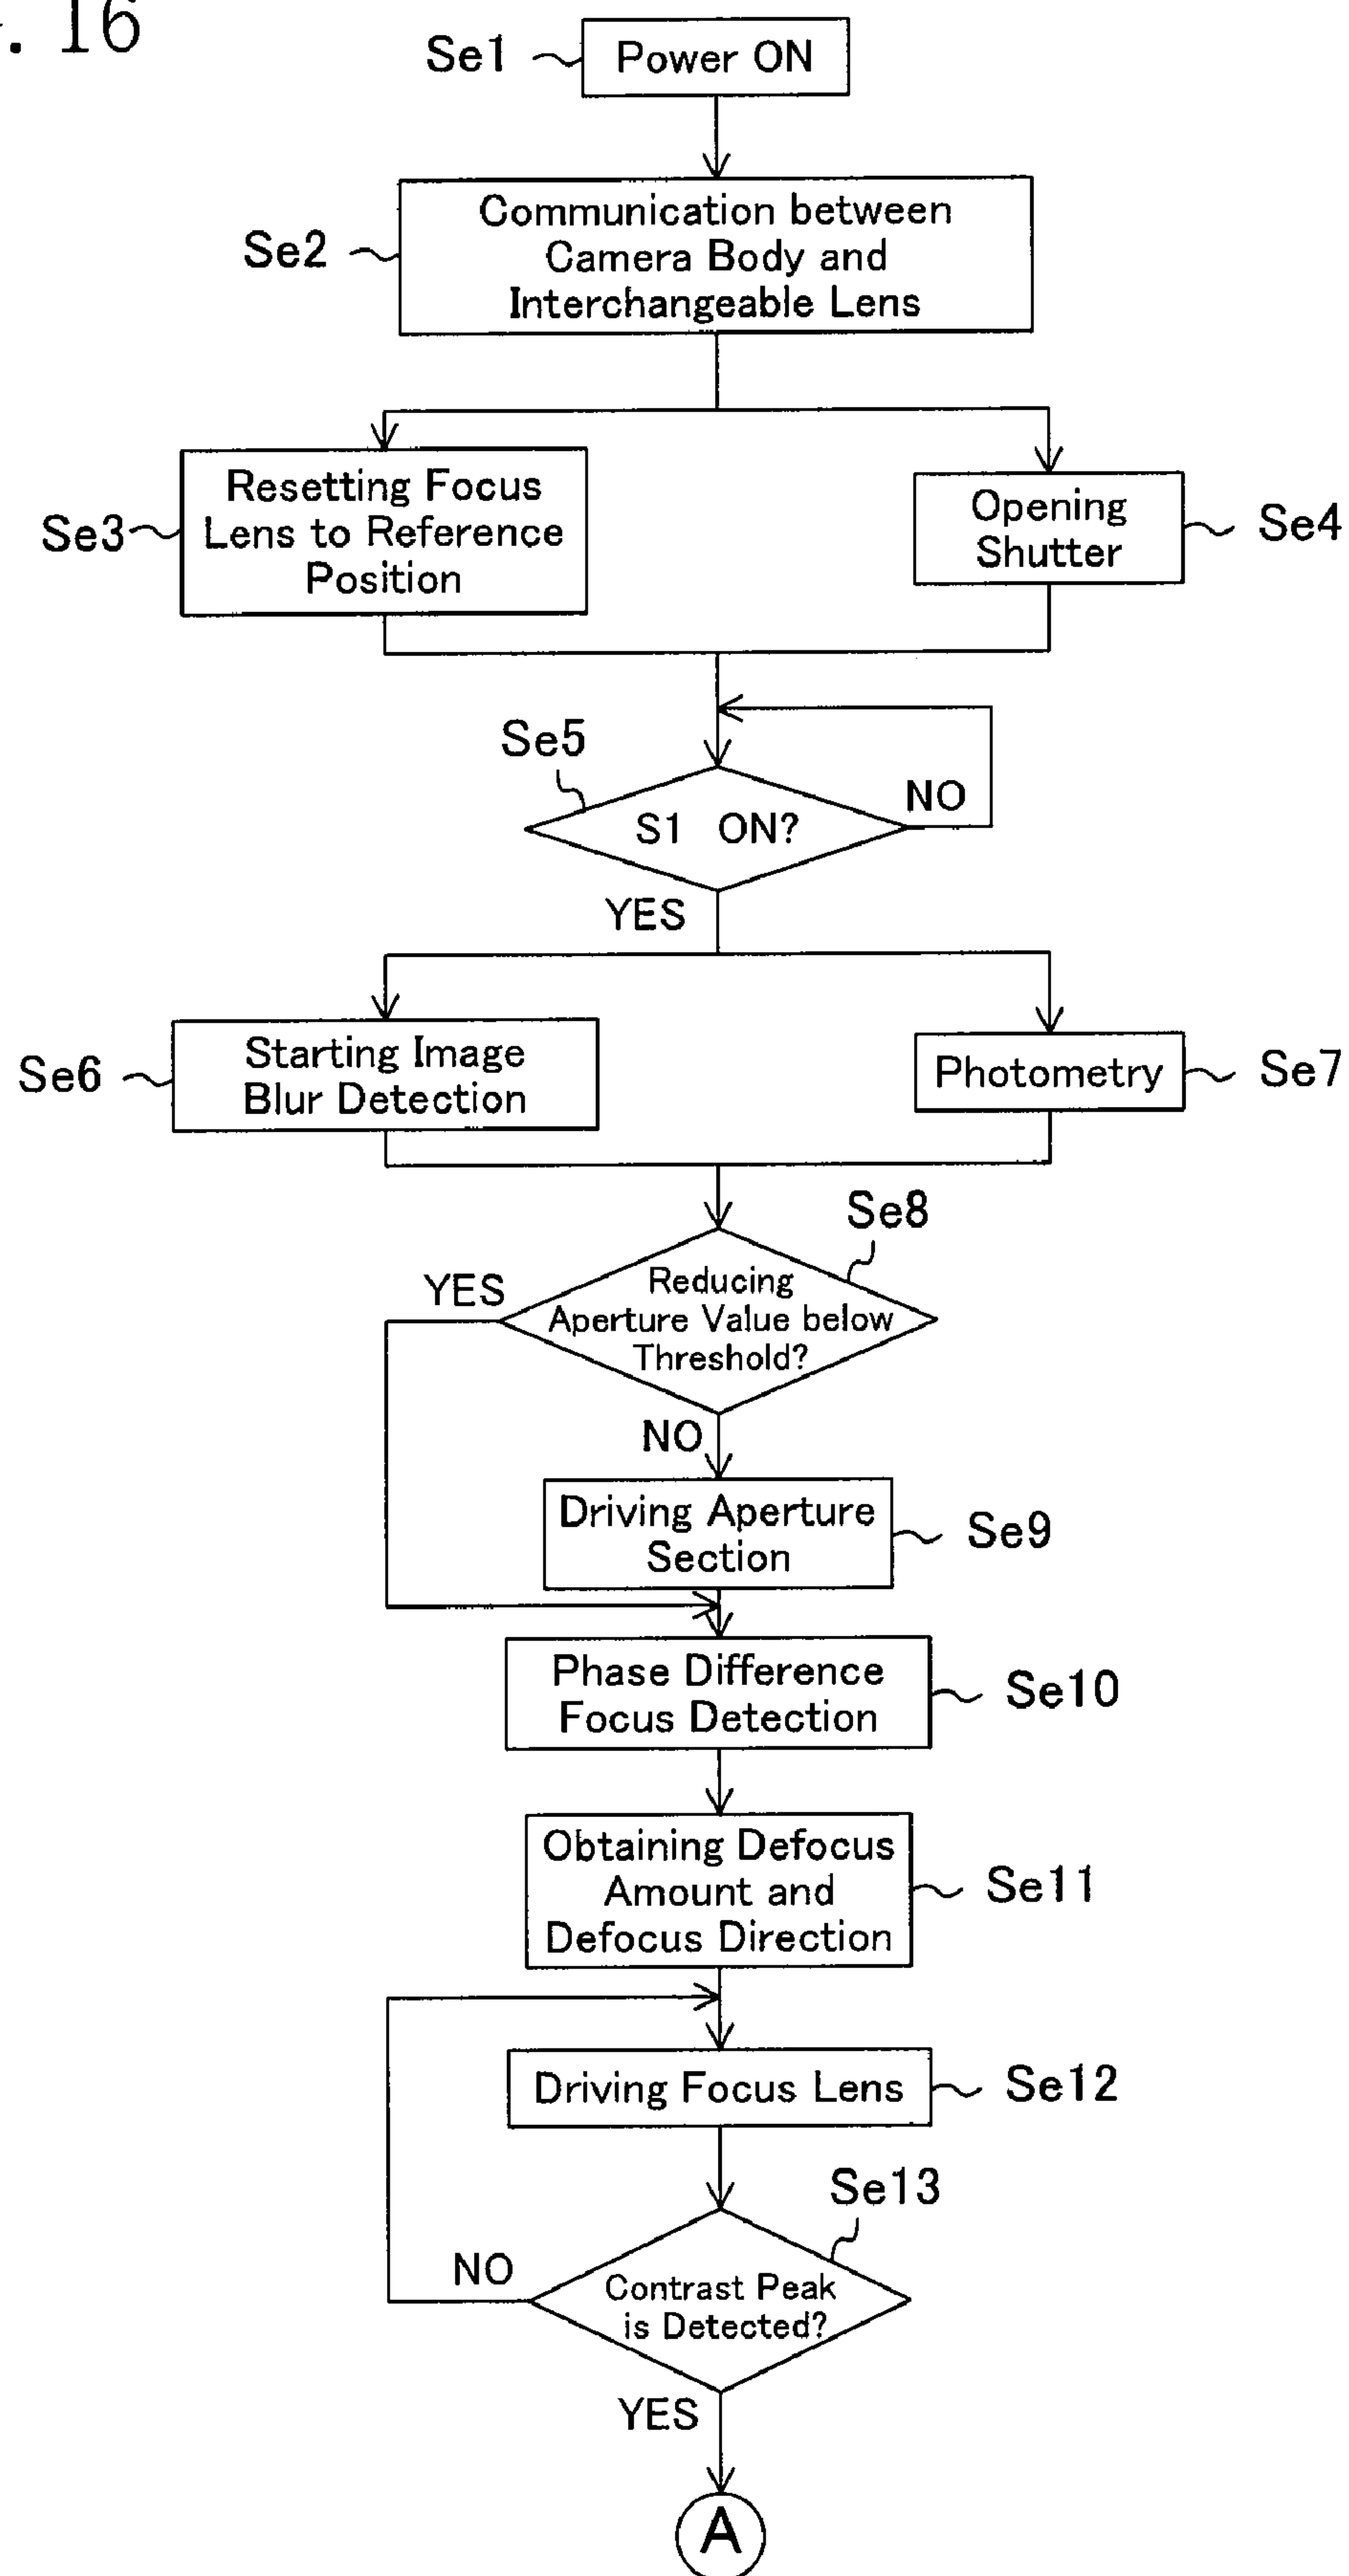 . 16
Se1
Power ON
Se2
Communication between
Camera Body and
Interchangeable Lens
Se3
Resetting Focus
Lens to Reference
Position
Opening
Shutter
Se4
Se5
S1 ON?
NO
YES
Se6
Starting Image
Blur Detection
Photometry
Se7
Se8
YES
Reducing
Aperture Value below
Threshold?
NO
Driving Aperture
Section
Se9
Phase Difference
Focus Detection
Se10
Obtaining Defocus
Amount and
Defocus Direction
Se11
Driving Focus Lens
Se12
Se13
NO
Contrast Peak
is Detected?
YES
A